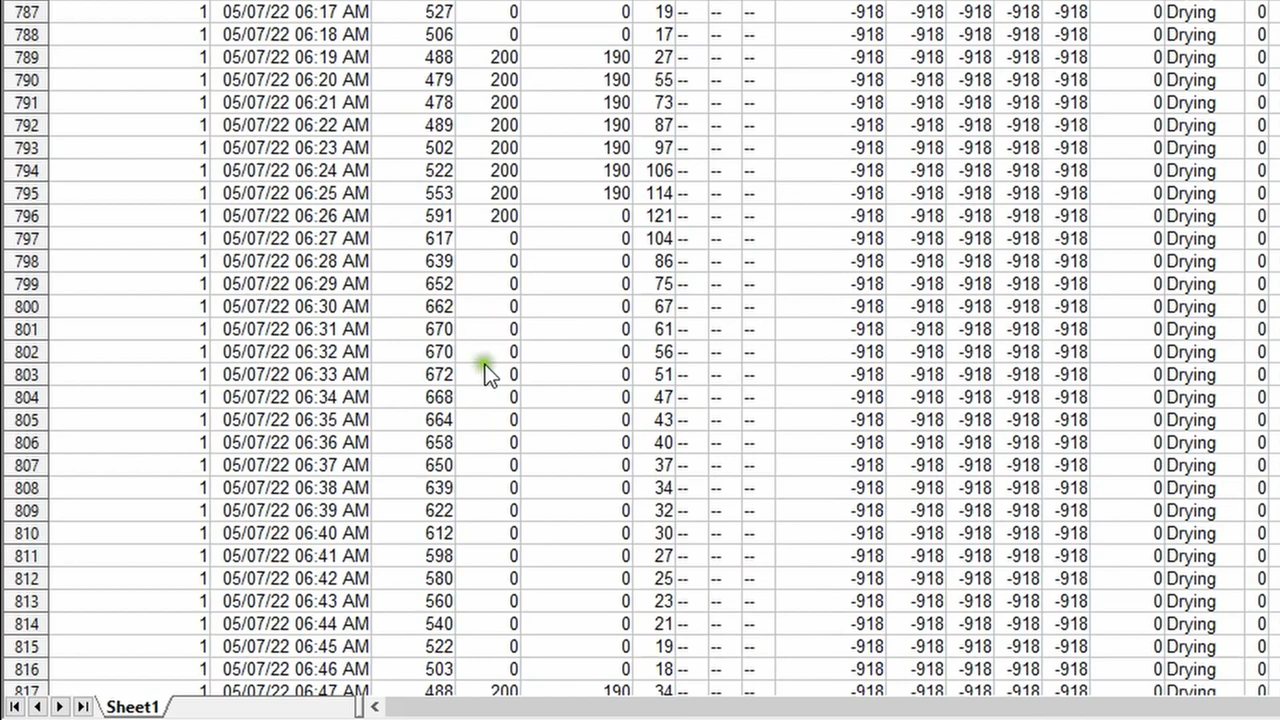 787 1 05/07/22 06:17 AM 527 0 0 19 -- -- -- -918 -918 -918 -918 -918 0 Drying 0
788 1 05/07/22 06:18 AM 506 0 0 17 -- -- -- -918 -918 -918 -918 -918 0 Drying 0
789 1 05/07/22 06:19 AM 488 200 190 27 -- -- -- -918 -918 -918 -918 -918 0 Drying 0
790 1 05/07/22 06:20 AM 479 200 190 55 -- -- -- -918 -918 -918 -918 -918 0 Drying 0
791 1 05/07/22 06:21 AM 478 200 190 73 -- -- -- -918 -918 -918 -918 -918 0 Drying 0
792 1 05/07/22 06:22 AM 489 200 190 87 -- -- -- -918 -918 -918 -918 -918 0 Drying 0
793 1 05/07/22 06:23 AM 502 200 190 97 -- -- -- -918 -918 -918 -918 -918 0 Drying 0
794 1 05/07/22 06:24 AM 522 200 190 106 -- -- -- -918 -918 -918 -918 -918 0 Drying 0
795 1 05/07/22 06:25 AM 553 200 190 114 -- -- -- -918 -918 -918 -918 -918 0 Drying 0
796 1 05/07/22 06:26 AM 591 200 0 121 -- -- -- -918 -918 -918 -918 -918 0 Drying 0
797 1 05/07/22 06:27 AM 617 0 0 104 -- -- -- -918 -918 -918 -918 -918 0 Drying 0
798 1 05/07/22 06:28 AM 639 0 0 86 -- -- -- -918 -918 -918 -918 -918 0 Drying 0
799 1 05/07/22 06:29 AM 652 0 0 75 -- -- -- -918 -918 -918 -918 -918 0 Drying 0
800 1 05/07/22 06:30 AM 662 0 0 67 -- -- -- -918 -918 -918 -918 -918 0 Drying 0
801 1 05/07/22 06:31 AM 670 0 0 61 -- -- -- -918 -918 -918 -918 -918 0 Drying 0
802 1 05/07/22 06:32 AM 670 0 0 56 -- -- -- -918 -918 -918 -918 -918 0 Drying 0
803 1 05/07/22 06:33 AM 672 0 0 51 -- -- -- -918 -918 -918 -918 -918 0 Drying 0
804 1 05/07/22 06:34 AM 668 0 0 47 -- -- -- -918 -918 -918 -918 -918 0 Drying 0
805 1 05/07/22 06:35 AM 664 0 0 43 -- -- -- -918 -918 -918 -918 -918 0 Drying 0
806 1 05/07/22 06:36 AM 658 0 0 40 -- -- -- -918 -918 -918 -918 -918 0 Drying 0
807 1 05/07/22 06:37 AM 650 0 0 37 -- -- -- -918 -918 -918 -918 -918 0 Drying 0
808 1 05/07/22 06:38 AM 639 0 0 34 -- -- -- -918 -918 -918 -918 -918 0 Drying 0
809 1 05/07/22 06:39 AM 622 0 0 32 -- -- -- -918 -918 -918 -918 -918 0 Drying 0
810 1 05/07/22 06:40 AM 612 0 0 30 -- -- -- -918 -918 -918 -918 -918 0 Drying 0
811 1 05/07/22 06:41 AM 598 0 0 27 -- -- -- -918 -918 -918 -918 -918 0 Drying 0
812 1 05/07/22 06:42 AM 580 0 0 25 -- -- -- -918 -918 -918 -918 -918 0 Drying 0
813 1 05/07/22 06:43 AM 560 0 0 23 -- -- -- -918 -918 -918 -918 -918 0 Drying 0
814 1 05/07/22 06:44 AM 540 0 0 21 -- -- -- -918 -918 -918 -918 -918 0 Drying 0
815 1 05/07/22 06:45 AM 522 0 0 19 -- -- -- -918 -918 -918 -918 -918 0 Drying 0
816 1 05/07/22 06:46 AM 503 0 0 18 -- -- -- -918 -918 -918 -918 -918 0 Drying 0
817 1 05/07/22 06:47 AM 488 200 190 34 -- -- -- -918 -918 -918 -918 -918 0 Drying 0
Sheet1